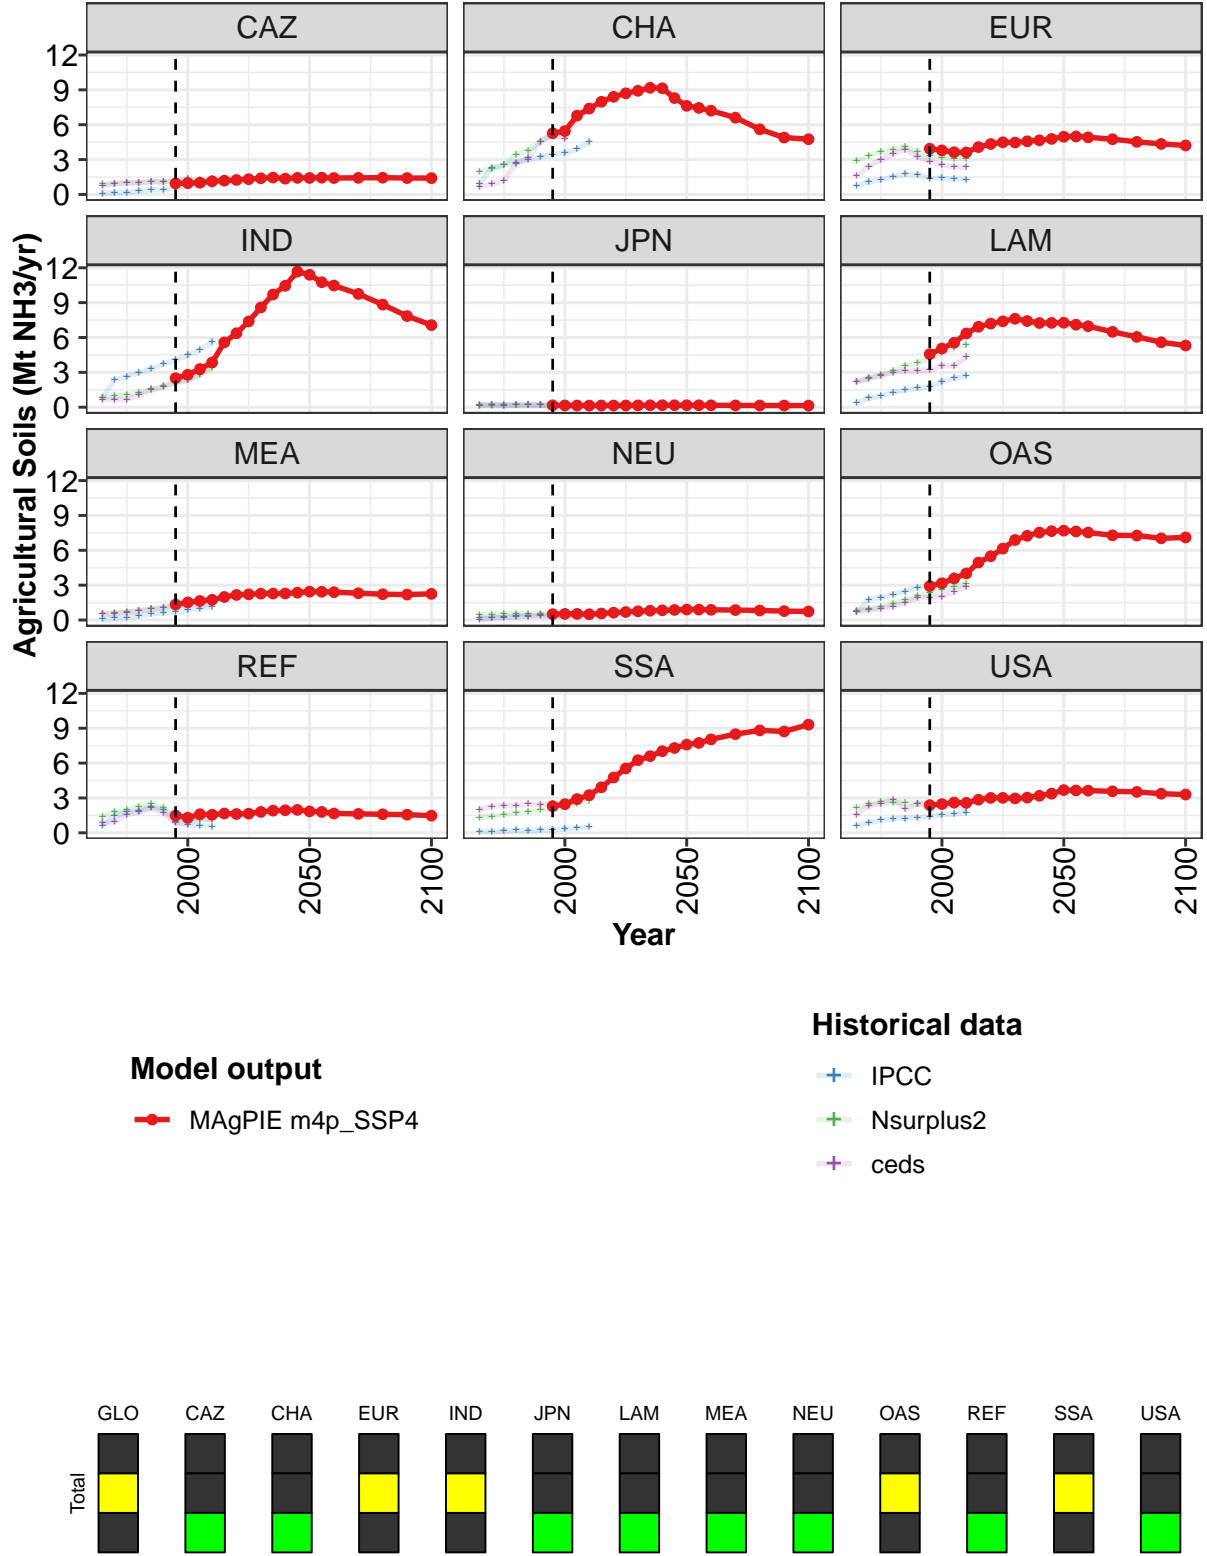 CAZ CHA EUR
12
9
6
3
0
IND JPN LAM
12
9
6
3
0
MEA NEU OAS
12
9
6
3
0
REF SSA USA
12
9
6
3
0
Agricultural Soils (Mt NH3/yr)
2000 2050 2100 2000 2050 2100 2000 2050 2100
Year
Model output
MAgPIE m4p_SSP4
Historical data
IPCC
Nsurplus2
ceds
GLO CAZ CHA EUR IND JPN LAM MEA NEU OAS REF SSA USA
Total